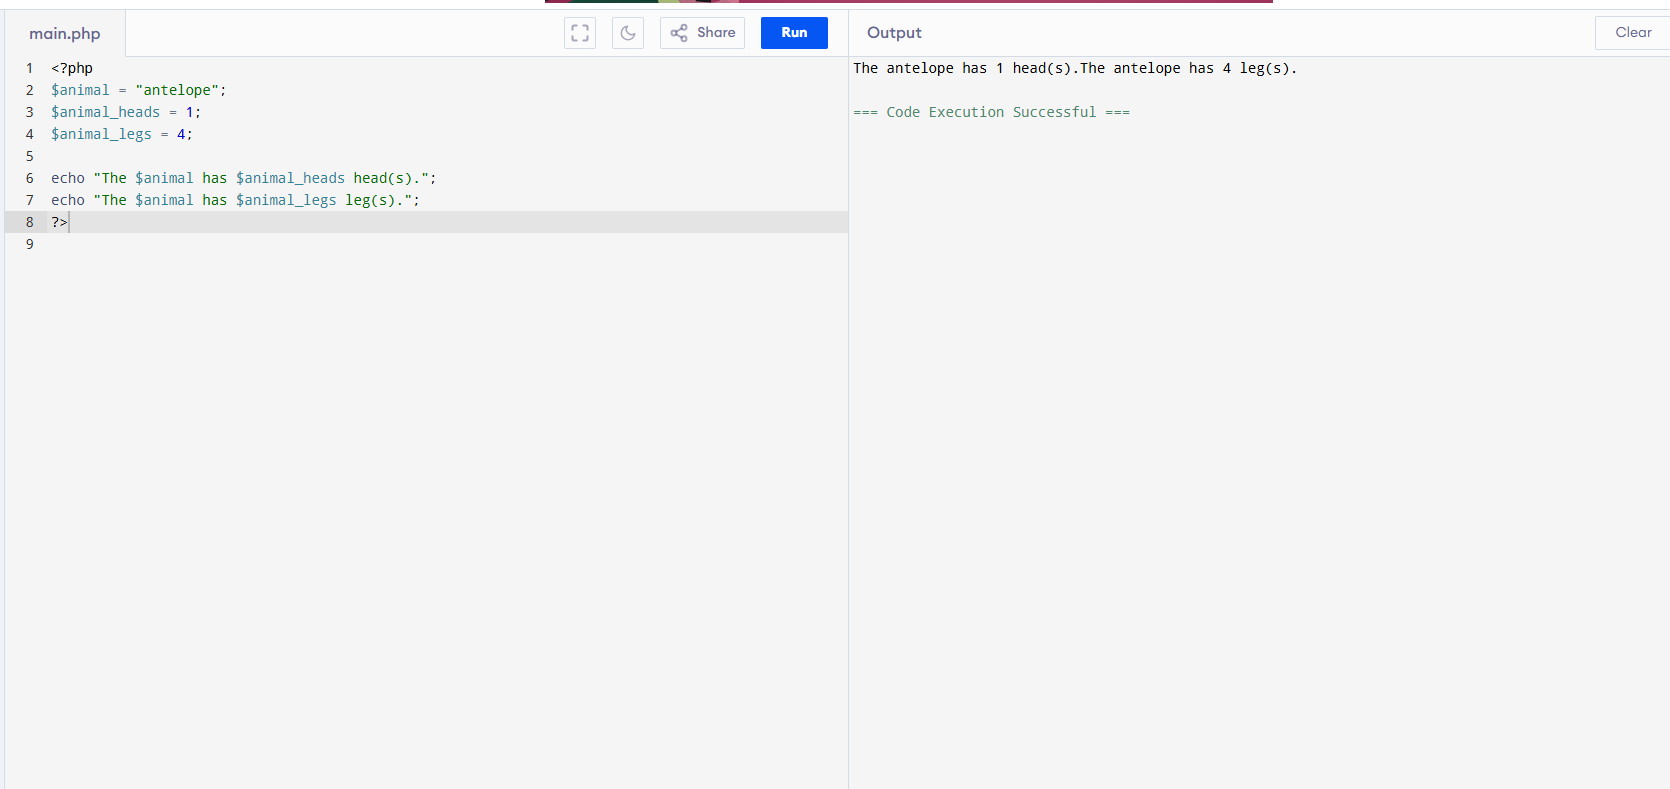 main.php
Share
Run
Output
Clear
1 <?php
2 $animal = "antelope";
3 $animal_heads = 1;
4 $animal_legs = 4;
5
6 echo "The $animal has $animal_heads head(s).";
7 echo "The $animal has $animal_legs leg(s).";
8 ?>
9
The antelope has 1 head(s).The antelope has 4 leg(s).
=== Code Execution Successful ===